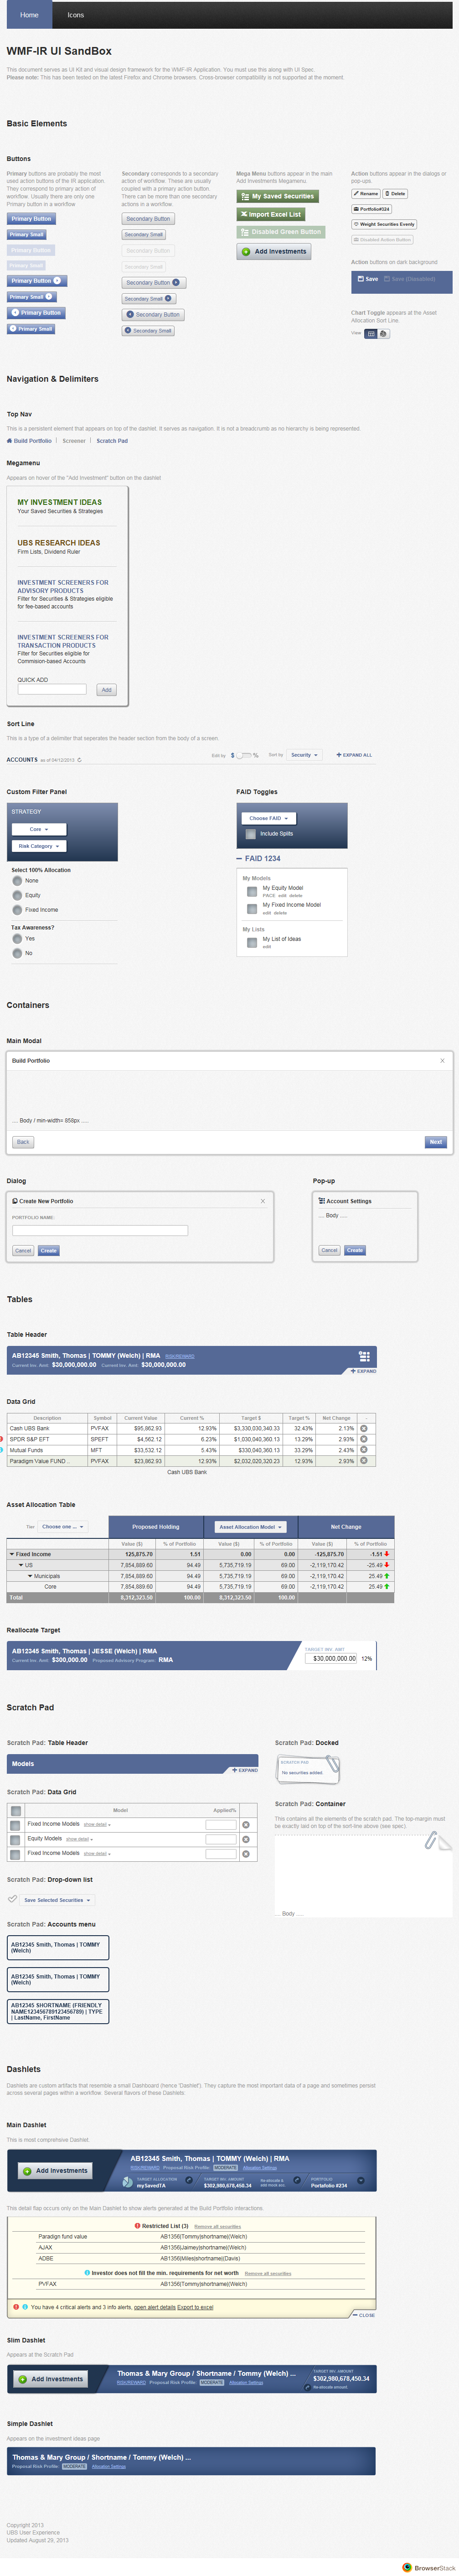 Home
Icons
WMF-IR UI SandBox
This document serves as UI Kit and visual design framework for the WMF-IR Application. You must use this along with UI Spec.
Please note: This has been tested on the latest Firefox and Chrome browsers. Cross-browser compatibility is not supported at the moment.
Basic Elements
Buttons
Primary buttons are probably the most
used action buttons of the IR application.
They correspond to primary action of
workflow. Usually there are only one
Primary button in a workflow
Primary Button
Primary Small
Primary Button
Primary Small
Primary Button
Primary Small
Primary Button
Primary Small
Secondary corresponds to a secondary
action of workflow. These are usually
coupled with a primary action button.
There can be more than one secondary
actions in a workflow
Secondary Button
Secondary Small
Secondary Button
Secondary Small
Secondary Button
Secondary Small
Secondary Button
Secondary Small
Mega Menu buttons appear in the main
Add Investments Megamenu.
My Saved Securities
Import Excel List
Disabled Green Button
Add Investments
Action buttons appear in the dialogs or
pop-ups.
Rename
Delete
Portfolio#324
Weight Securities Evenly
Disabled Action Button
Action buttons on dark background
Save
Save (Disabled)
Chart Toggle appears at the Asset
Allocation Sort Line.
View
Navigation & Delimiters
Top Nav
This is a persistent element that appears on top of the dashlet. It serves as navigation. It is not a breadcrumb as no hierarchy is being represented.
Build Portfolio | Screener | Scratch Pad
Megamenu
Appears on hover of the "Add Investment" button on the dashlet
MY INVESTMENT IDEAS
Your Saved Securities & Strategies
UBS RESEARCH IDEAS
Firm Lists, Dividend Ruler
INVESTMENT SCREENERS FOR
ADVISORY PRODUCTS
Filter for Securities & Strategies eligible
for fee-based accounts
INVESTMENT SCREENERS FOR
TRANSACTION PRODUCTS
Filter for Securities eligible for
Commision-based Accounts
QUICK ADD
Add
Sort Line
This is a type of a delimiter that seperates the header section from the body of a screen.
ACCOUNTS as of 04/12/2013
Edit by $ %
Sort by Security
EXPAND ALL
Custom Filter Panel
STRATEGY
Core
Risk Category
Select 100% Allocation
None
Equity
Fixed Income
Tax Awareness?
Yes
No
FAID Toggles
Choose FAID
Include Splits
FAID 1234
My Models
My Equity Model
PACE edit delete
My Fixed Income Model
edit delete
My Lists
My List of Ideas
edit
Containers
Main Modal
Build Portfolio
.... Body / min-width= 858px .....
Back
Next
Dialog
Create New Portfolio
PORTFOLIO NAME:
Cancel
Create
Pop-up
Account Settings
.... Body .....
Cancel
Create
Tables
Table Header
AB12345 Smith, Thomas | TOMMY (Welch) | RMA RISK/REWARD
Current Inv. Amt: $30,000,000.00 Current Inv. Amt: $30,000,000.00
EXPAND
Data Grid
Description Symbol Current Value Current % Target $ Target % Net Change -
Cash UBS Bank PVFAX $95,862.93 12.93% $3,330,030,340.33 32.43% 2.13%
SPDR S&P EFT SPEFT $4,562.12 6.23% $1,030,040,360.13 13.29% 2.93%
Mutual Funds MFT $33,532.12 5.43% $330,040,360.13 33.29% 2.43%
Paradigm Value FUND ... PVFAX $23,862.93 12.93% $2,032,020,320.23 12.93% 2.93%
Cash UBS Bank
Asset Allocation Table
Tier Choose one ...
Proposed Holding
Asset Allocation Model
Net Change
Value ($) % of Portfolio Value ($) % of Portfolio Value ($) % of Portfolio
Fixed Income 125,875.70 1.51 0.00 0.00 -125,875.70 -1.51
US 7,854,889.60 94.49 5,735,719.19 69.00 -2,119,170.42 -25.49
Municipals 7,854,889.60 94.49 5,735,719.19 69.00 -2,119,170.42 25.49
Core 7,854,889.60 94.49 5,735,719.19 69.00 -2,119,170.42 25.49
Total 8,312,323.50 100.00 8,312,323.50 100.00
Reallocate Target
AB12345 Smith, Thomas | JESSE (Welch) | RMA
Current Inv. Amt: $300,000.00 Proposed Advisory Program: RMA
TARGET INV. AMT
$30,000,000.00 12%
Scratch Pad
Scratch Pad: Table Header
Models
EXPAND
Scratch Pad: Data Grid
Model Applied%
Fixed Income Models show detail
Equity Models show detail
Fixed Income Models show detail
Scratch Pad: Drop-down list
Save Selected Securities
Scratch Pad: Accounts menu
AB12345 Smith, Thomas | TOMMY
(Welch)
AB12345 Smith, Thomas | TOMMY
(Welch)
AB12345 SHORTNAME (FRIENDLY
NAME123456789123456789) | TYPE
| LastName, FirstName
Scratch Pad: Docked
SCRATCH PAD
No securities added.
Scratch Pad: Container
This contains all the elements of the scratch pad. The top-margin must
be exactly laid on top of the sort-line above.(see spec).
.... Body .....
Dashlets
Dashlets are custom artifacts that resemble a small Dashboard (hence 'Dashlet'). They capture the most important data of a page and sometimes persist
across several pages within a workflow. Several flavors of these Dashlets:
Main Dashlet
This is most comprehsive Dashlet.
Add Investments
AB12345 Smith, Thomas | TOMMY (Welch) | RMA
RISK/REWARD Proposal Risk Profile: MODERATE Allocation Settings
TARGET ALLOCATION
mySavedTA
TARGET INV. AMOUNT
$302,980,678,450.34
Re-allocate &
PORTFOLIO
Portafolio #234
This detail flap occurs only on the Main Dashlet to show alerts generated at the Build Portfolio interactions.
Restricted List (3) Remove all securities
Paradign fund value AB1356(Tommy)shortname)(Welch)
AJAX AB1356(Jaimey)shortname)(Welch)
ADBE AB1356(Miles)shortname)(Davis)
Investor does not fill the min. requirements for net worth Remove all securities
PVFAX AB1356(Tommy)shortname)(Welch)
You have 4 critical alerts and 3 info alerts. open alert details Export to excel
CLOSE
Slim Dashlet
Appears at the Scratch Pad
Add Investments
Thomas & Mary Group / Shortname / Tommy (Welch) ...
RISK/REWARD Proposal Risk Profile: MODERATE Allocation Settings
TARGET INV. AMOUNT
$302,980,678,450.34
Re-allocate amount
Simple Dashlet
Appears on the investment ideas page
Thomas & Mary Group / Shortname / Tommy (Welch) ...
Proposal Risk Profile: MODERATE Allocation Settings
Copyright 2013
UBS User Experience
Updated August 29, 2013
BrowserStack